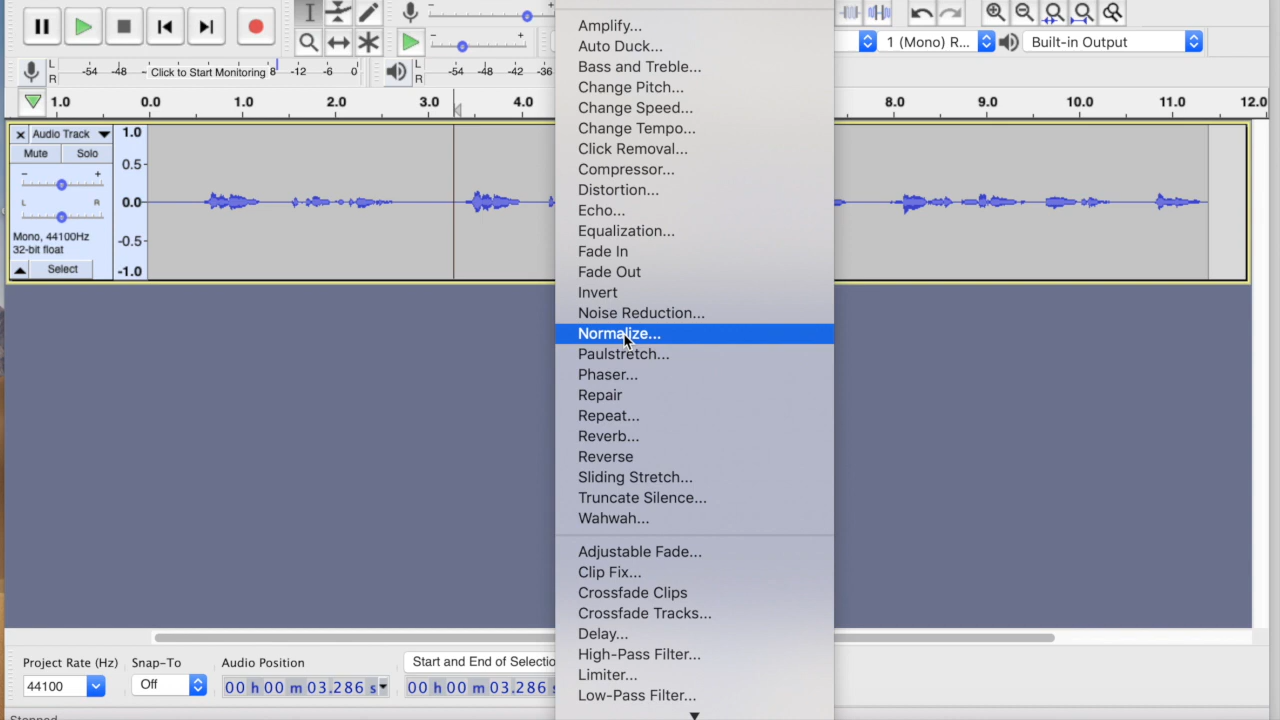 Amplify...
Auto Duck...
Bass and Treble...
Change Pitch...
Change Speed...
Change Tempo...
Click Removal...
Compressor...
Distortion...
Echo...
Equalization...
Fade In
Fade Out
Invert
Noise Reduction...
Normalize...
Paulstretch...
Phaser...
Repair
Repeat...
Reverb...
Reverse
Sliding Stretch...
Truncate Silence...
Wahwah...
Adjustable Fade...
Clip Fix...
Crossfade Clips
Crossfade Tracks...
Delay...
High-Pass Filter...
Limiter...
Low-Pass Filter...
- +
- +
1 (Mono) R...
Built-in Output
L
R
-54 -48 Click to Start Monitoring 8 -12 -6 0
L
R
-54 -48 -42 -36
1.0 0.0 1.0 2.0 3.0 4.0 8.0 9.0 10.0 11.0 12.0
Audio Track
Mute Solo
- +
L R
Mono, 44100Hz
32-bit float
Select
1.0
0.5-
0.0-
-0.5-
-1.0
Project Rate (Hz) Snap-To Audio Position Start and End of Selectio
44100 Off 00 h 00 m 03.286 s 00 h 00 m 03.286 s